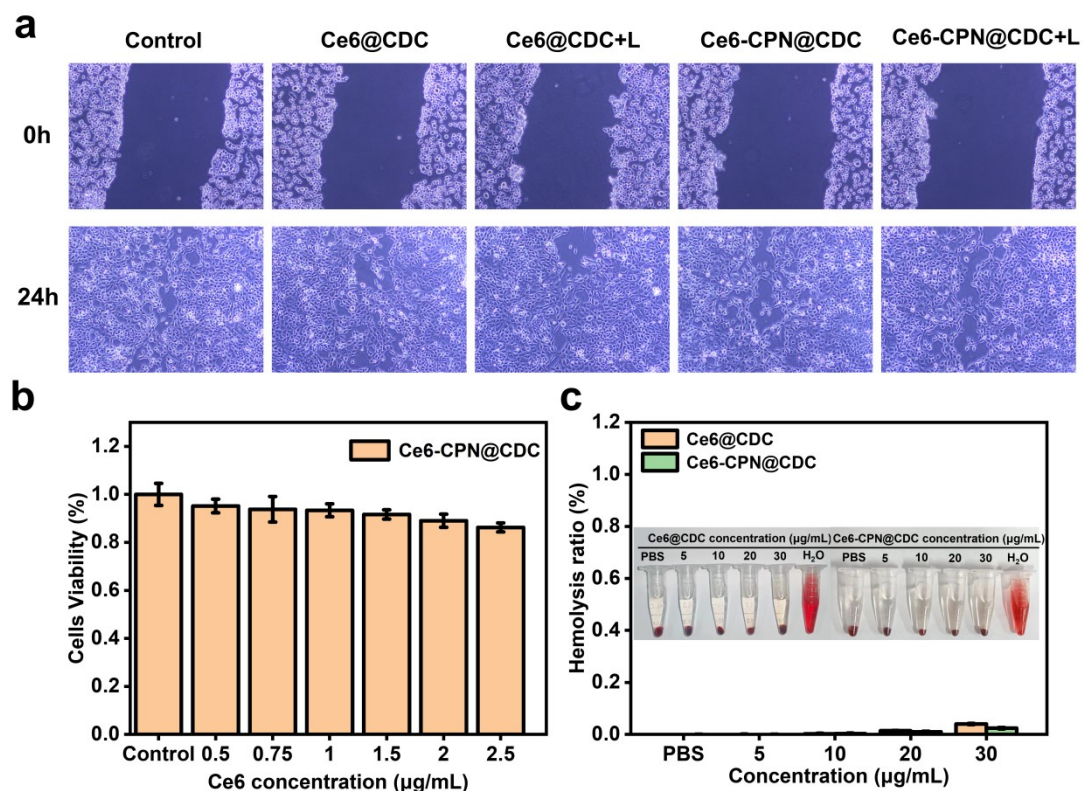 a
Control Ce6@CDC Ce6@CDC+L Ce6-CPN@CDC Ce6-CPN@CDC+L
0h
24h
b
Cells Viability (%)
1.2
1.0
0.8
0.6
0.4
0.2
0.0
Ce6-CPN@CDC
Control 0.5 0.75 1 1.5 2 2.5
Ce6 concentration (μg/mL)
c
Hemolysis ratio (%)
1.2
1.0
0.8
0.6
0.4
0.2
0.0
Ce6@CDC
Ce6-CPN@CDC
Ce6@CDC concentration (μg/mL) Ce6-CPN@CDC concentration (μg/mL)
PBS 5 10 20 30 H₂O PBS 5 10 20 30 H₂O
PBS 5 10 20 30
Concentration (μg/mL)